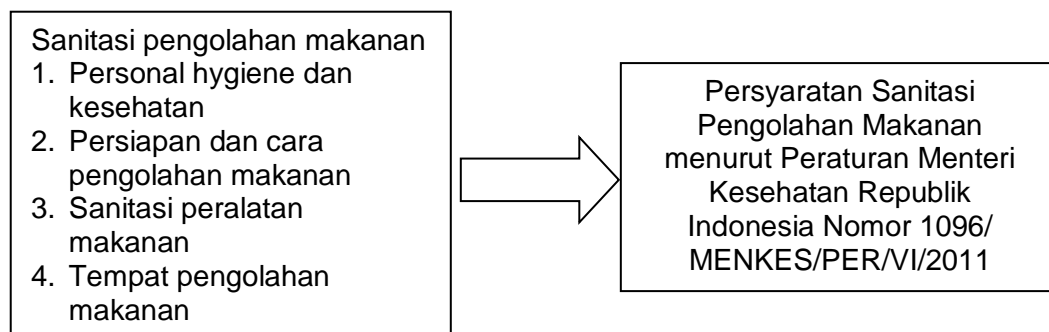 Sanitasi pengolahan makanan
1. Personal hygiene dan
kesehatan
2. Persiapan dan cara
pengolahan makanan
3. Sanitasi peralatan
makanan
4. Tempat pengolahan
makanan
Persyaratan Sanitasi
Pengolahan Makanan
menurut Peraturan Menteri
Kesehatan Republik
Indonesia Nomor 1096/
MENKES/PER/VI/2011